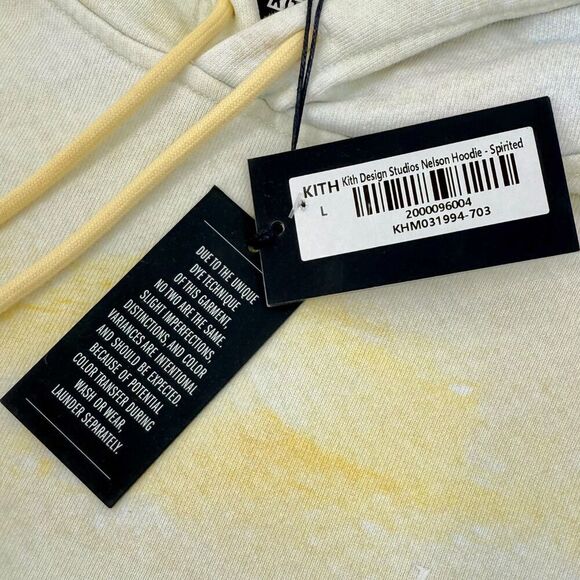 KITH Kith Design Studios Nelson Hoodie - Spirited
L
2000096004
KHM031994-703
DUE TO THE UNIQUE
DYE TECHNIQUE
OF THIS GARMENT,
NO TWO ARE THE SAME.
SLIGHT IMPERFECTIONS,
DISTINCTIONS, AND COLOR
VARIANCES ARE INTENTIONAL
AND SHOULD BE EXPECTED.
BECAUSE OF POTENTIAL
COLOR TRANSFER DURING
WASH OR WEAR,
LAUNDER SEPARATELY.